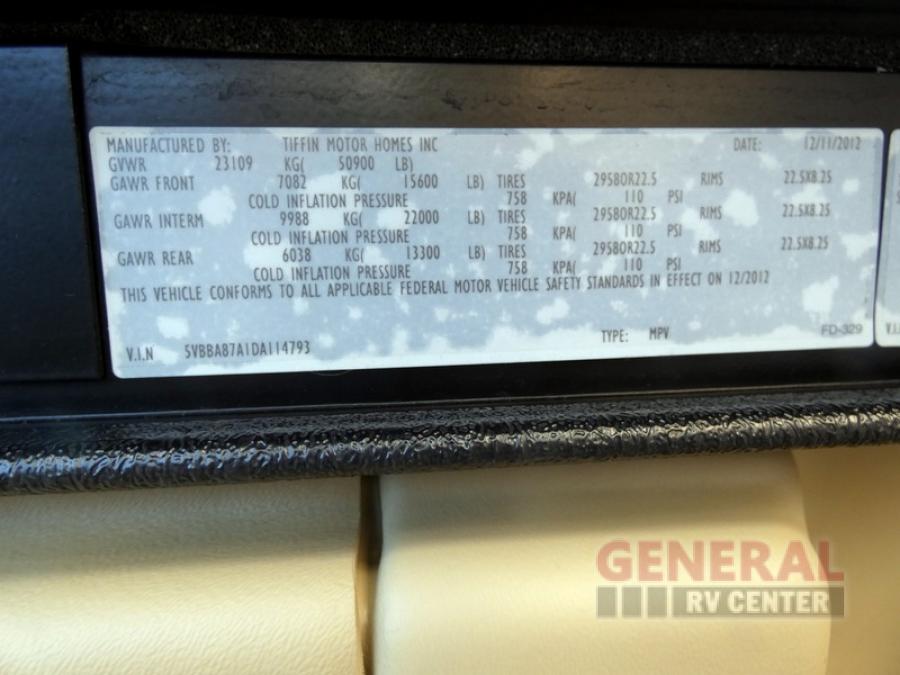 MANUFACTURED BY: TIFFIN MOTOR HOMES INC DATE: 12/11/2012
GVWR 23109 KG( 50900 LB)
GAWR FRONT 7082 KG( 15600 LB) TIRES 29580R22.5 RIMS 22.5X8.25
COLD INFLATION PRESSURE 758 KPA( 110 PSI
GAWR INTERM 9988 KG( 22000 LB) TIRES 29580R22.5 RIMS 22.5X8.25
COLD INFLATION PRESSURE 758 KPA( 110 PSI
GAWR REAR 6038 KG( 13300 LB) TIRES 29580R22.5 RIMS 22.5X8.25
COLD INFLATION PRESSURE 758 KPA( 110 PSI
THIS VEHICLE CONFORMS TO ALL APPLICABLE FEDERAL MOTOR VEHICLE SAFETY STANDARDS IN EFFECT ON 12/2012
V.I.N 5VBBA87A1DA114793 TYPE: MPV FD-329
GENERAL
RV CENTER